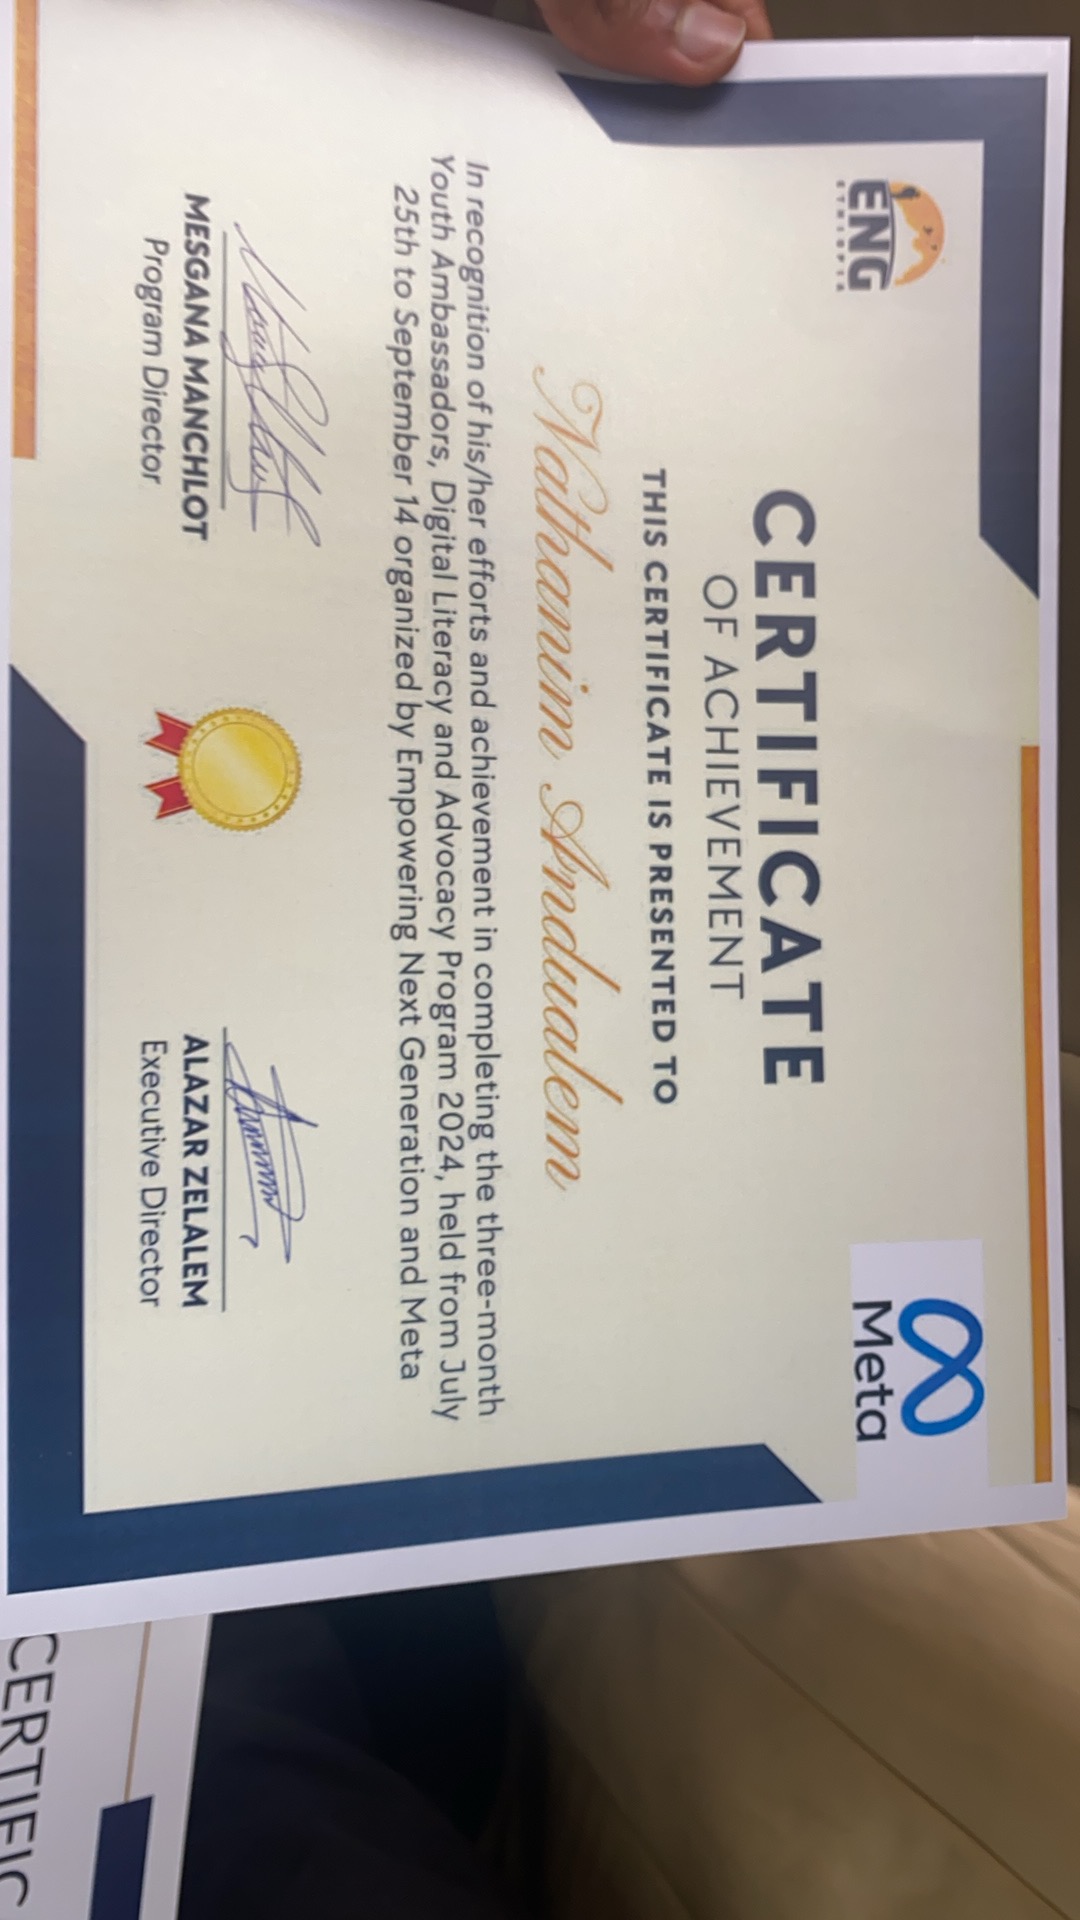 ENG
ETHIOPIA
Meta
CERTIFICATE
OF ACHIEVEMENT
THIS CERTIFICATE IS PRESENTED TO
Nathanim Andualem
In recognition of his/her efforts and achievement in completing the three-month
Youth Ambassadors, Digital Literacy and Advocacy Program 2024, held from July
25th to September 14 organized by Empowering Next Generation and Meta
MESGANA MANCHLOT
Program Director
ALAZAR ZELALEM
Executive Director
CERTIFIC